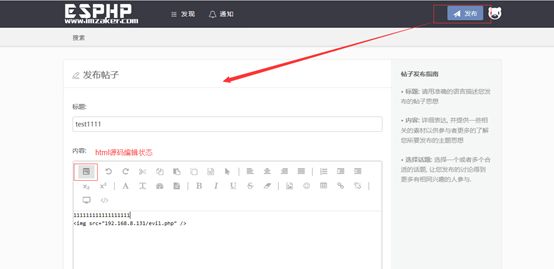 ESPHP
www.imzaker.com
发现
通知
发布
搜索
发布帖子
标题:
test1111
内容: html源码编辑状态
1111111111111111111
<img src="192.168.8.131/evil.php" />
帖子发布指南
• 标题: 请用准确的语言描述您发布的帖子思想
• 内容: 详细表达, 并提供一些相关的素材以供参与者更多的了解您所要发布的主题思想
• 选择话题: 选择一个或者多个合适的话题, 让您发布的讨论得到更多有相同兴趣的人参与.